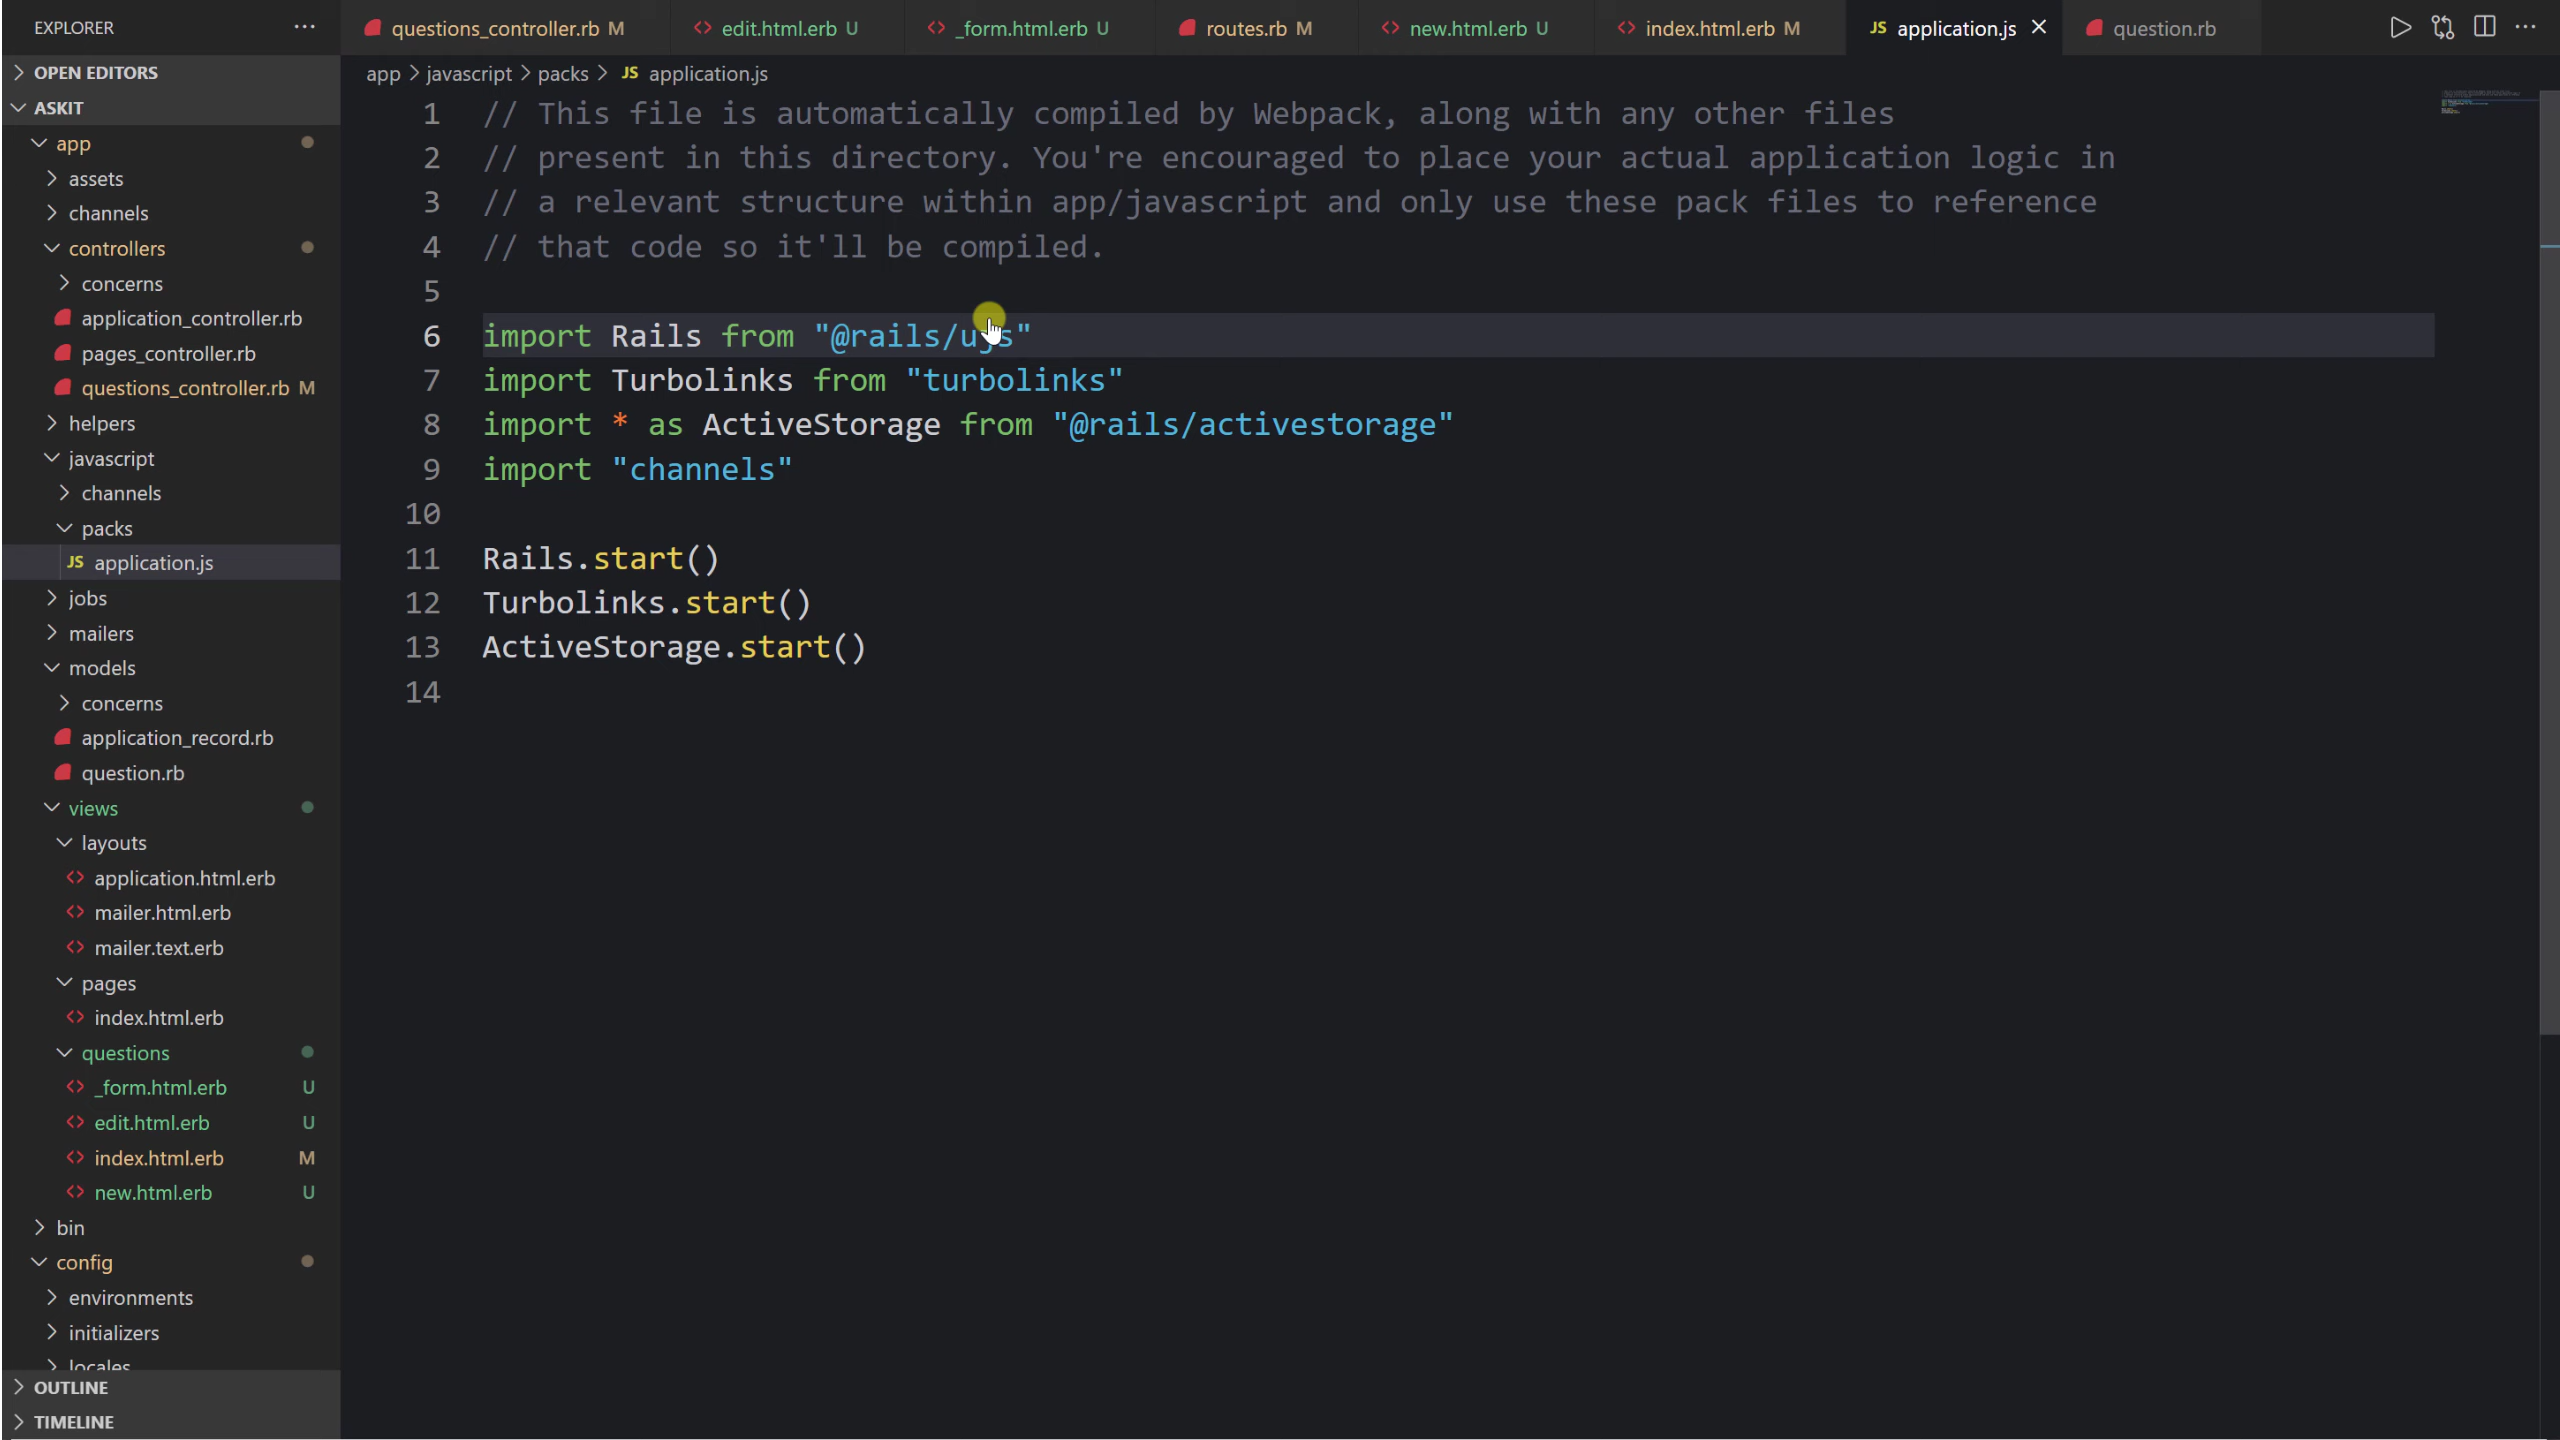 EXPLORER
questions_controller.rb M
edit.html.erb U
_form.html.erb U
routes.rb M
new.html.erb U
index.html.erb M
JS application.js
question.rb
OPEN EDITORS
ASKIT
app
assets
channels
controllers
concerns
application_controller.rb
pages_controller.rb
questions_controller.rb M
helpers
javascript
channels
packs
JS application.js
jobs
mailers
models
concerns
application_record.rb
question.rb
views
layouts
application.html.erb
mailer.html.erb
mailer.text.erb
pages
index.html.erb
questions
_form.html.erb U
edit.html.erb U
index.html.erb M
new.html.erb U
bin
config
environments
initializers
locales
OUTLINE
TIMELINE
app > javascript > packs > JS application.js
1 // This file is automatically compiled by Webpack, along with any other files
2 // present in this directory. You're encouraged to place your actual application logic in
3 // a relevant structure within app/javascript and only use these pack files to reference
4 // that code so it'll be compiled.
5
6 import Rails from "@rails/ujs"
7 import Turbolinks from "turbolinks"
8 import * as ActiveStorage from "@rails/activestorage"
9 import "channels"
10
11 Rails.start()
12 Turbolinks.start()
13 ActiveStorage.start()
14